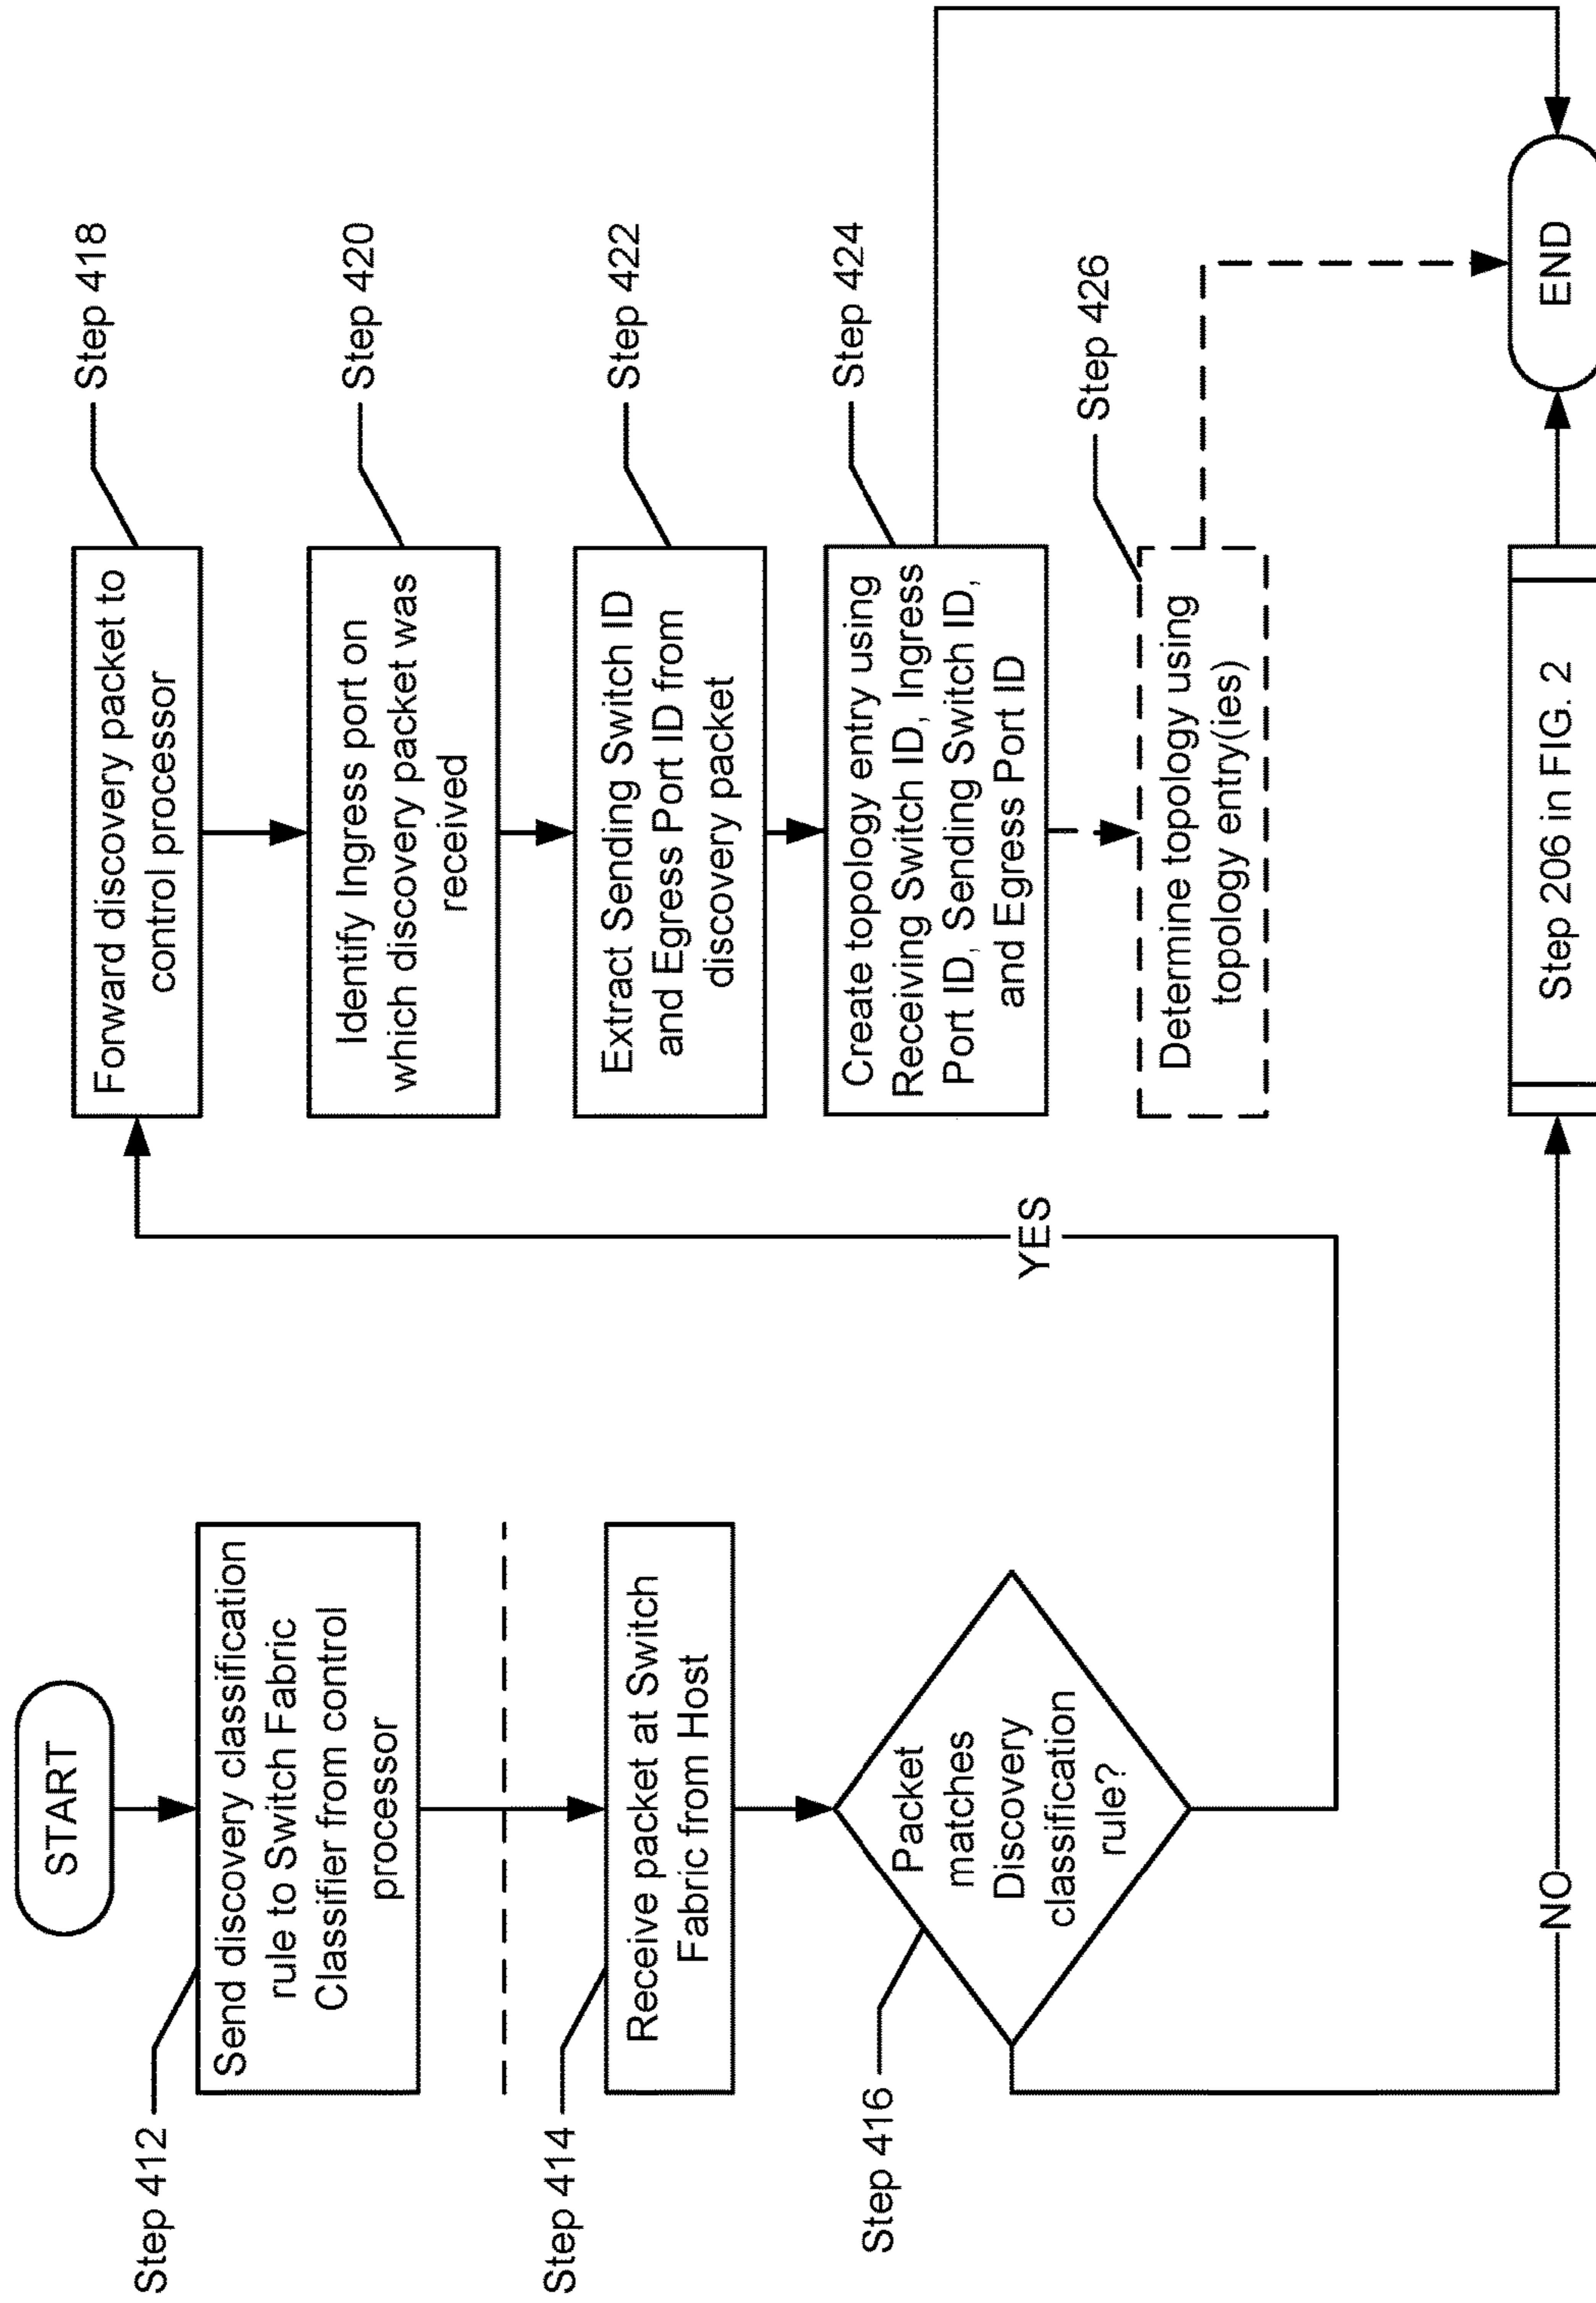 START
Step 412
Send discovery classification
rule to Switch Fabric
Classifier from control
processor
Step 414
Receive packet at Switch
Fabric from Host
Step 416
Packet
matches
Discovery
classification
rule?
YES
NO
Forward discovery packet to
control processor
Step 418
Identify Ingress port on
which discovery packet was
received
Step 420
Extract Sending Switch ID
and Egress Port ID from
discovery packet
Step 422
Create topology entry using
Receiving Switch ID, Ingress
Port ID, Sending Switch ID,
and Egress Port ID
Step 424
Determine topology using
topology entry(ies)
Step 426
Step 206 in FIG. 2
END